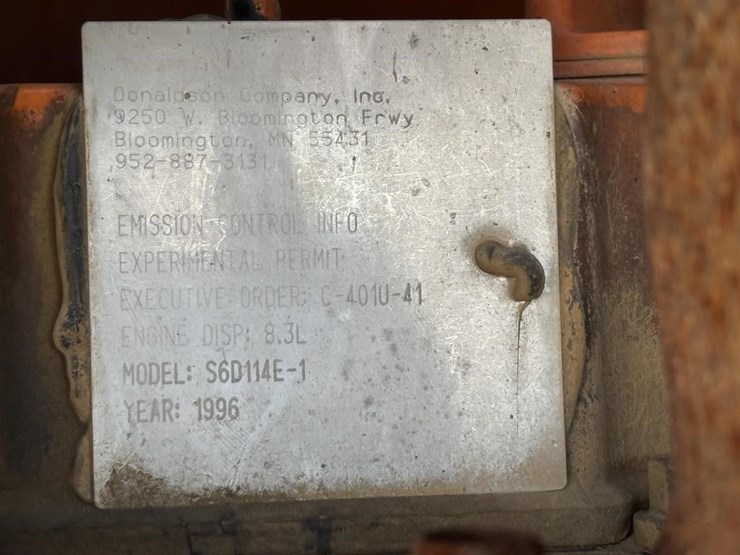 Donaldson Company, Inc.
9250 W. Bloomington Frwy
Bloomington, MN 55431
952-887-3131
EMISSION CONTROL INFO
EXPERIMENTAL PERMIT
EXECUTIVE ORDER: C-401U-41
ENGINE DISP: 8.3L
MODEL: S6D114E-1
YEAR: 1996